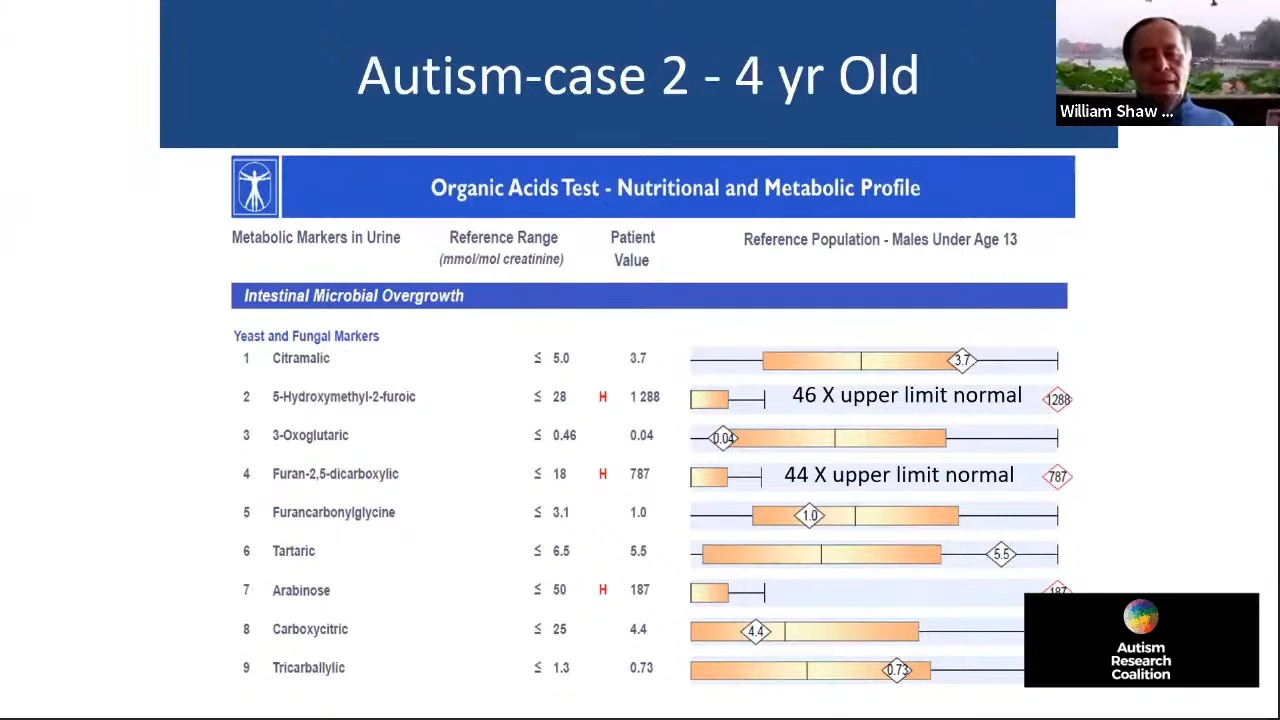 Autism-case 2 - 4 yr Old
William Shaw ...
Organic Acids Test - Nutritional and Metabolic Profile
Metabolic Markers in Urine Reference Range Patient Reference Population - Males Under Age 13
(mmol/mol creatinine) Value
Intestinal Microbial Overgrowth
Yeast and Fungal Markers
1 Citramalic ≤ 5.0 3.7 3.7
2 5-Hydroxymethyl-2-furoic ≤ 28 H 1 288 46 X upper limit normal 1288
3 3-Oxoglutaric ≤ 0.46 0.04 0.04
4 Furan-2,5-dicarboxylic ≤ 18 H 787 44 X upper limit normal 787
5 Furancarbonylglycine ≤ 3.1 1.0 1.0
6 Tartaric ≤ 6.5 5.5 5.5
7 Arabinose ≤ 50 H 187 187
8 Carboxycitric ≤ 25 4.4 4.4
9 Tricarballylic ≤ 1.3 0.73 0.73
Autism
Research
Coalition